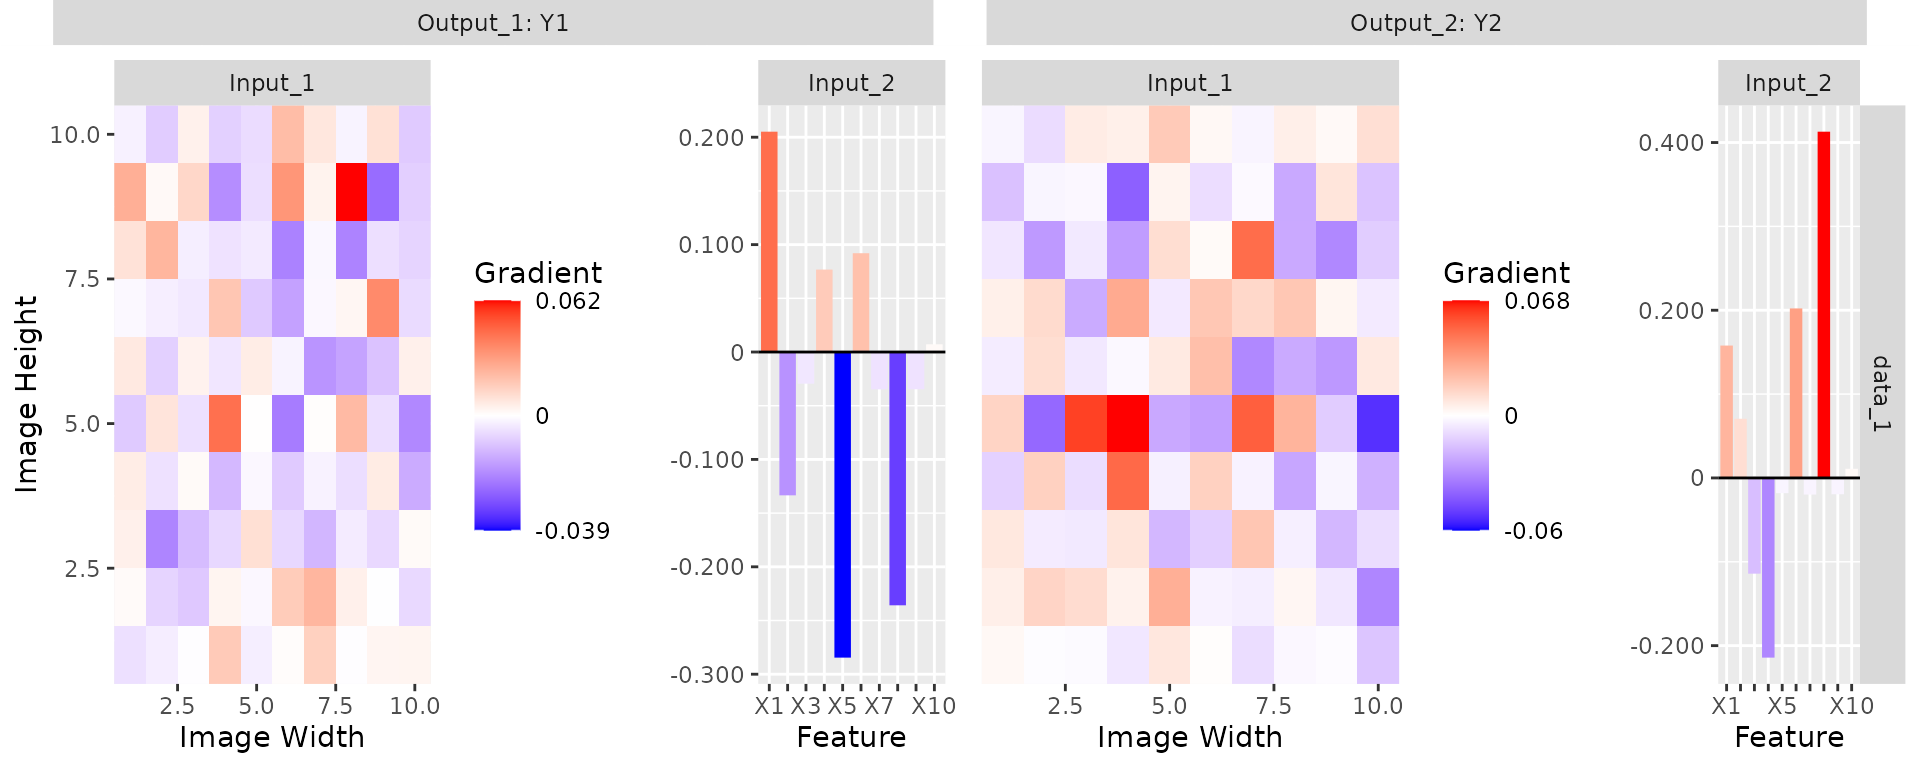 Output_1: Y1
Output_2: Y2
Input_1
Input_2
Input_1
Input_2
Image Height
10.0
7.5
5.0
2.5
2.5 5.0 7.5 10.0
Image Width
Gradient
0.062
0
-0.039
0.200
0.100
0
-0.100
-0.200
-0.300
X1 X3 X5 X7 X10
Feature
2.5 5.0 7.5 10.0
Image Width
Gradient
0.068
0
-0.06
0.400
0.200
0
-0.200
X1 X5 X10
Feature
data_1